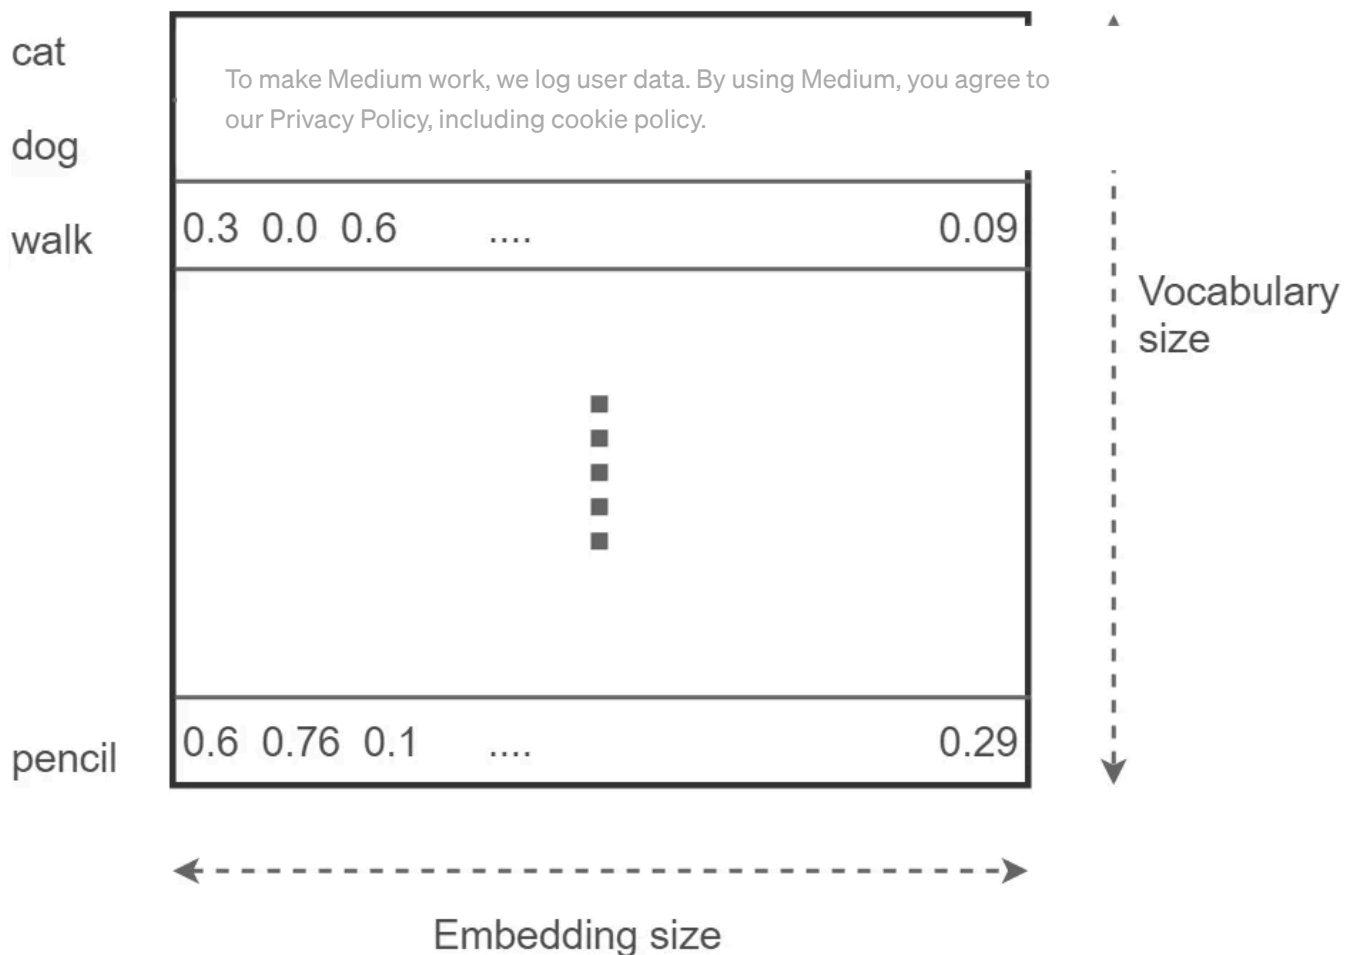 cat
To make Medium work, we log user data. By using Medium, you agree to
our Privacy Policy, including cookie policy.
dog
walk 0.3 0.0 0.6 .... 0.09
Vocabulary
size
pencil 0.6 0.76 0.1 .... 0.29
Embedding size